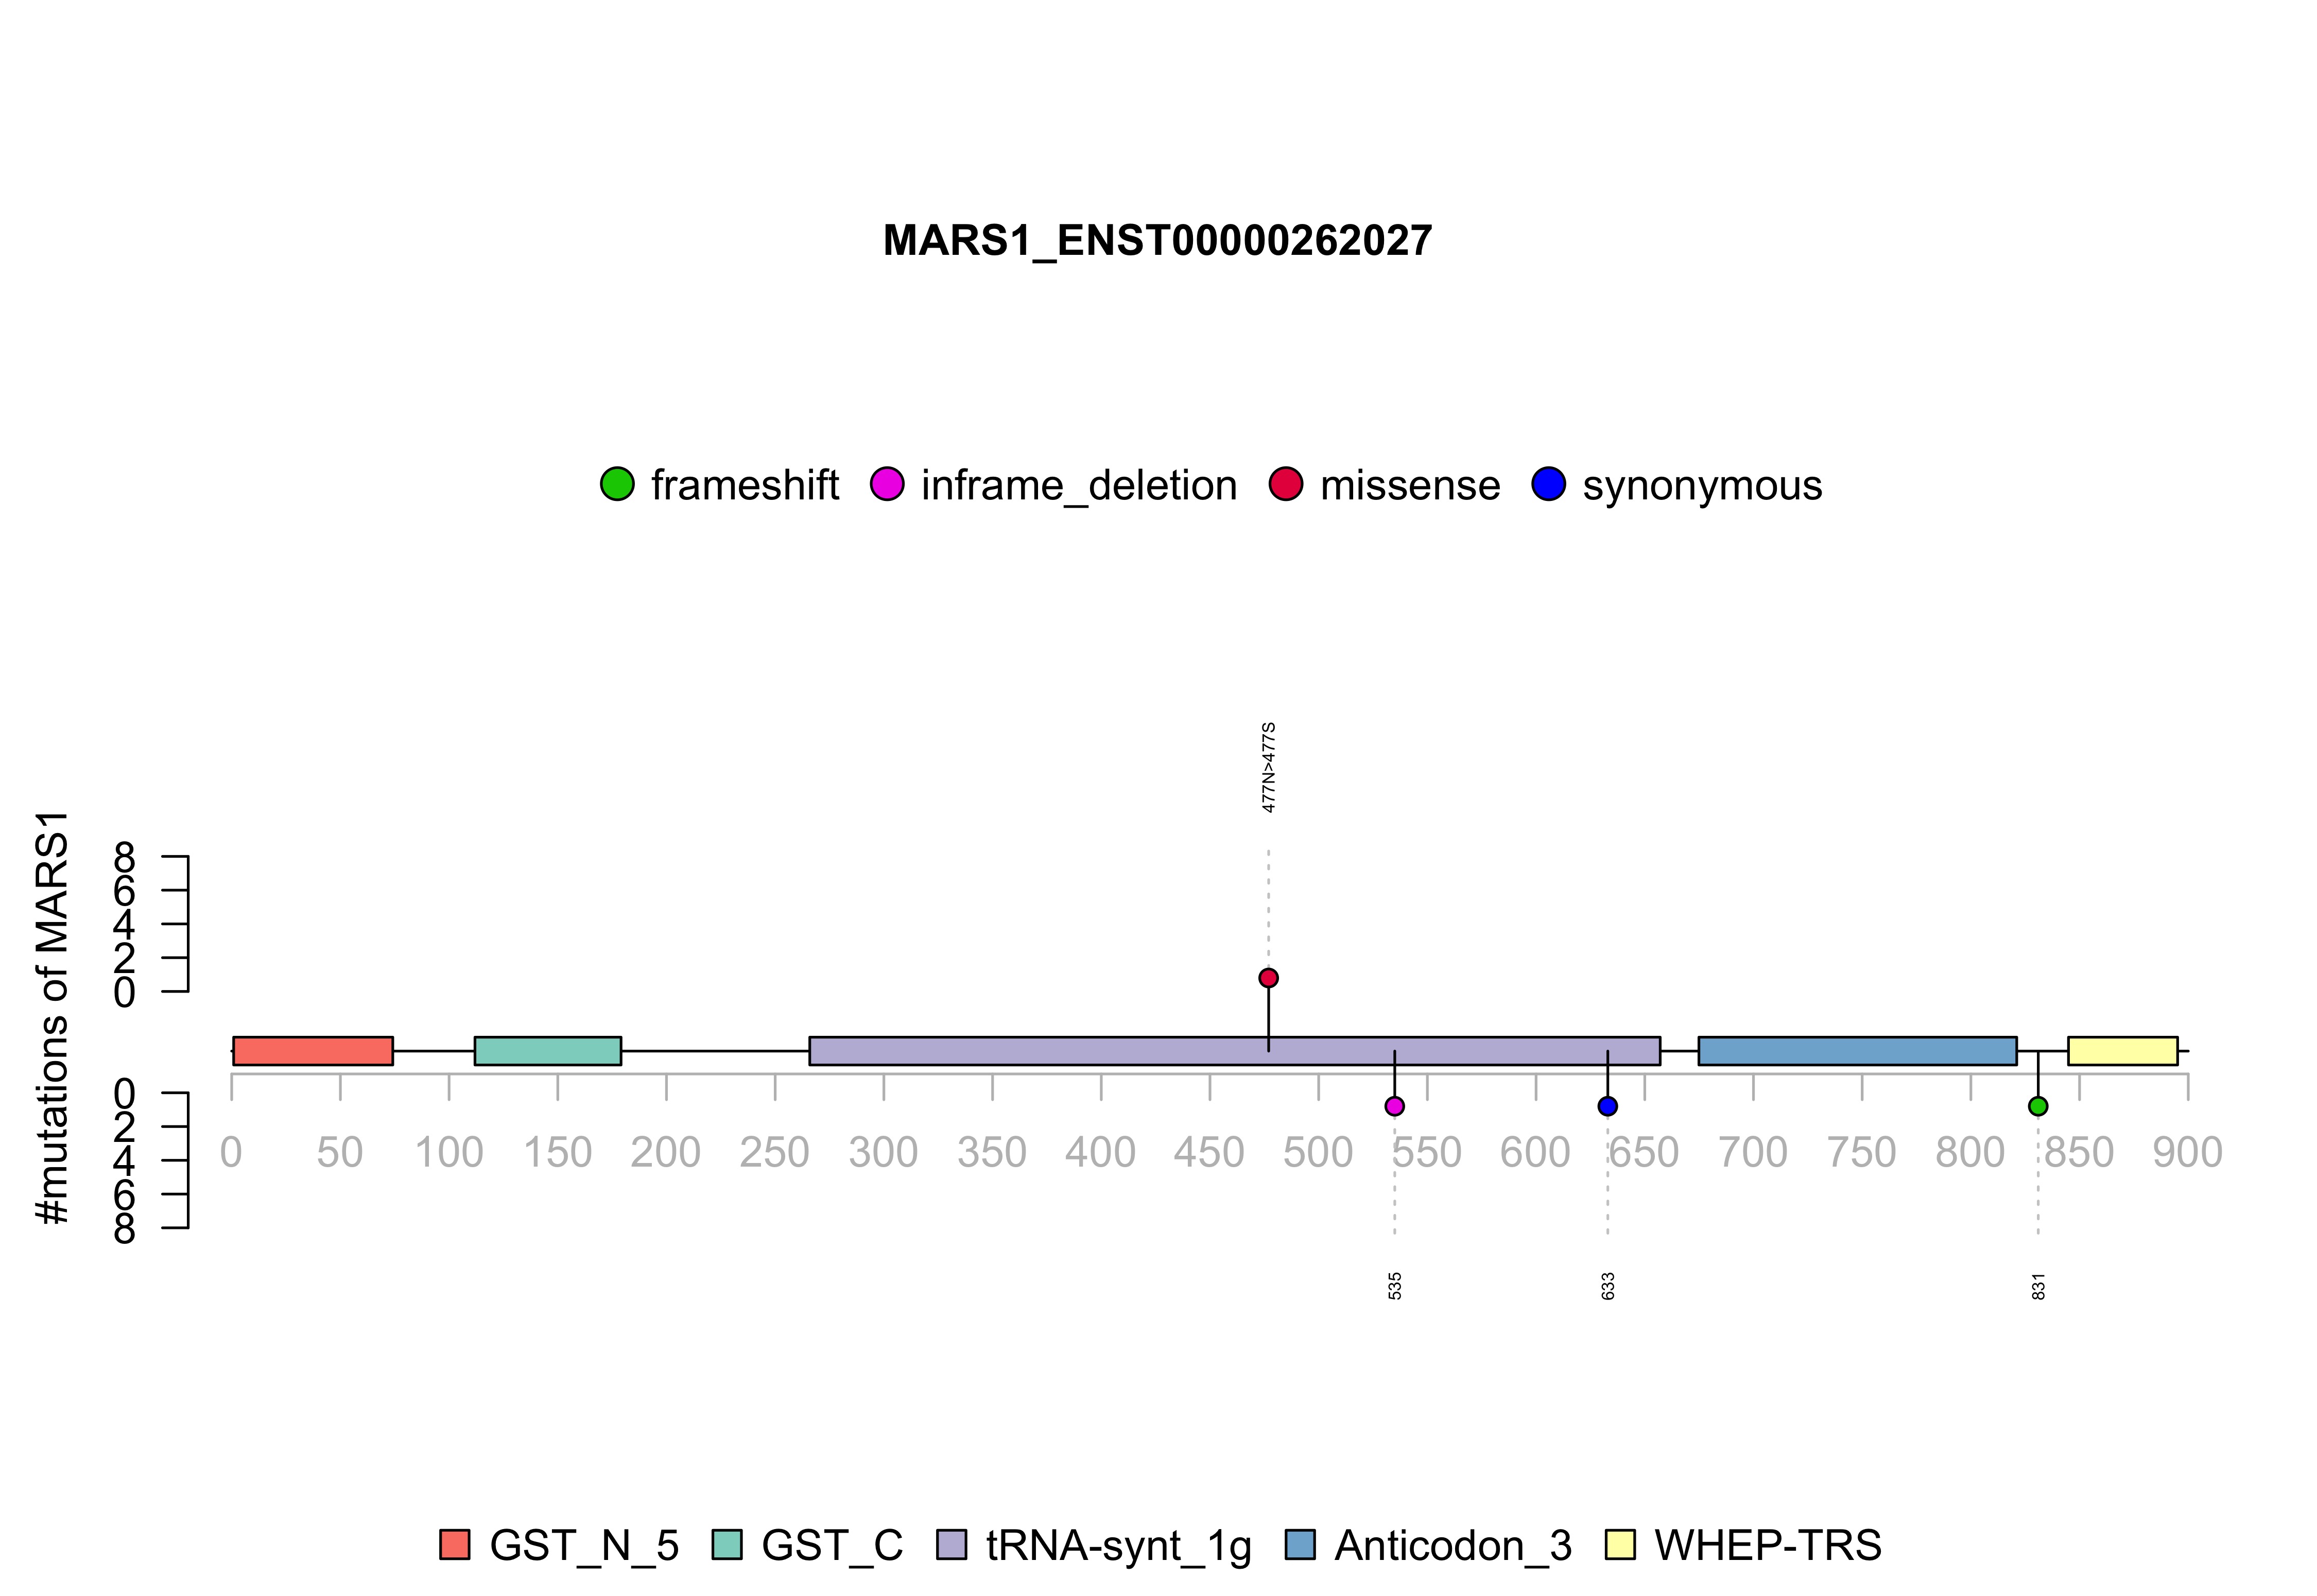 MARS1_ENST00000262027
frameshift inframe_deletion missense synonymous
477N>477S
#mutations of MARS1
8
6
4
2
0
0
2
4
6
8
0 50 100 150 200 250 300 350 400 450 500 550 600 650 700 750 800 850 900
535 633 831
GST_N_5 GST_C tRNA-synt_1g Anticodon_3 WHEP-TRS